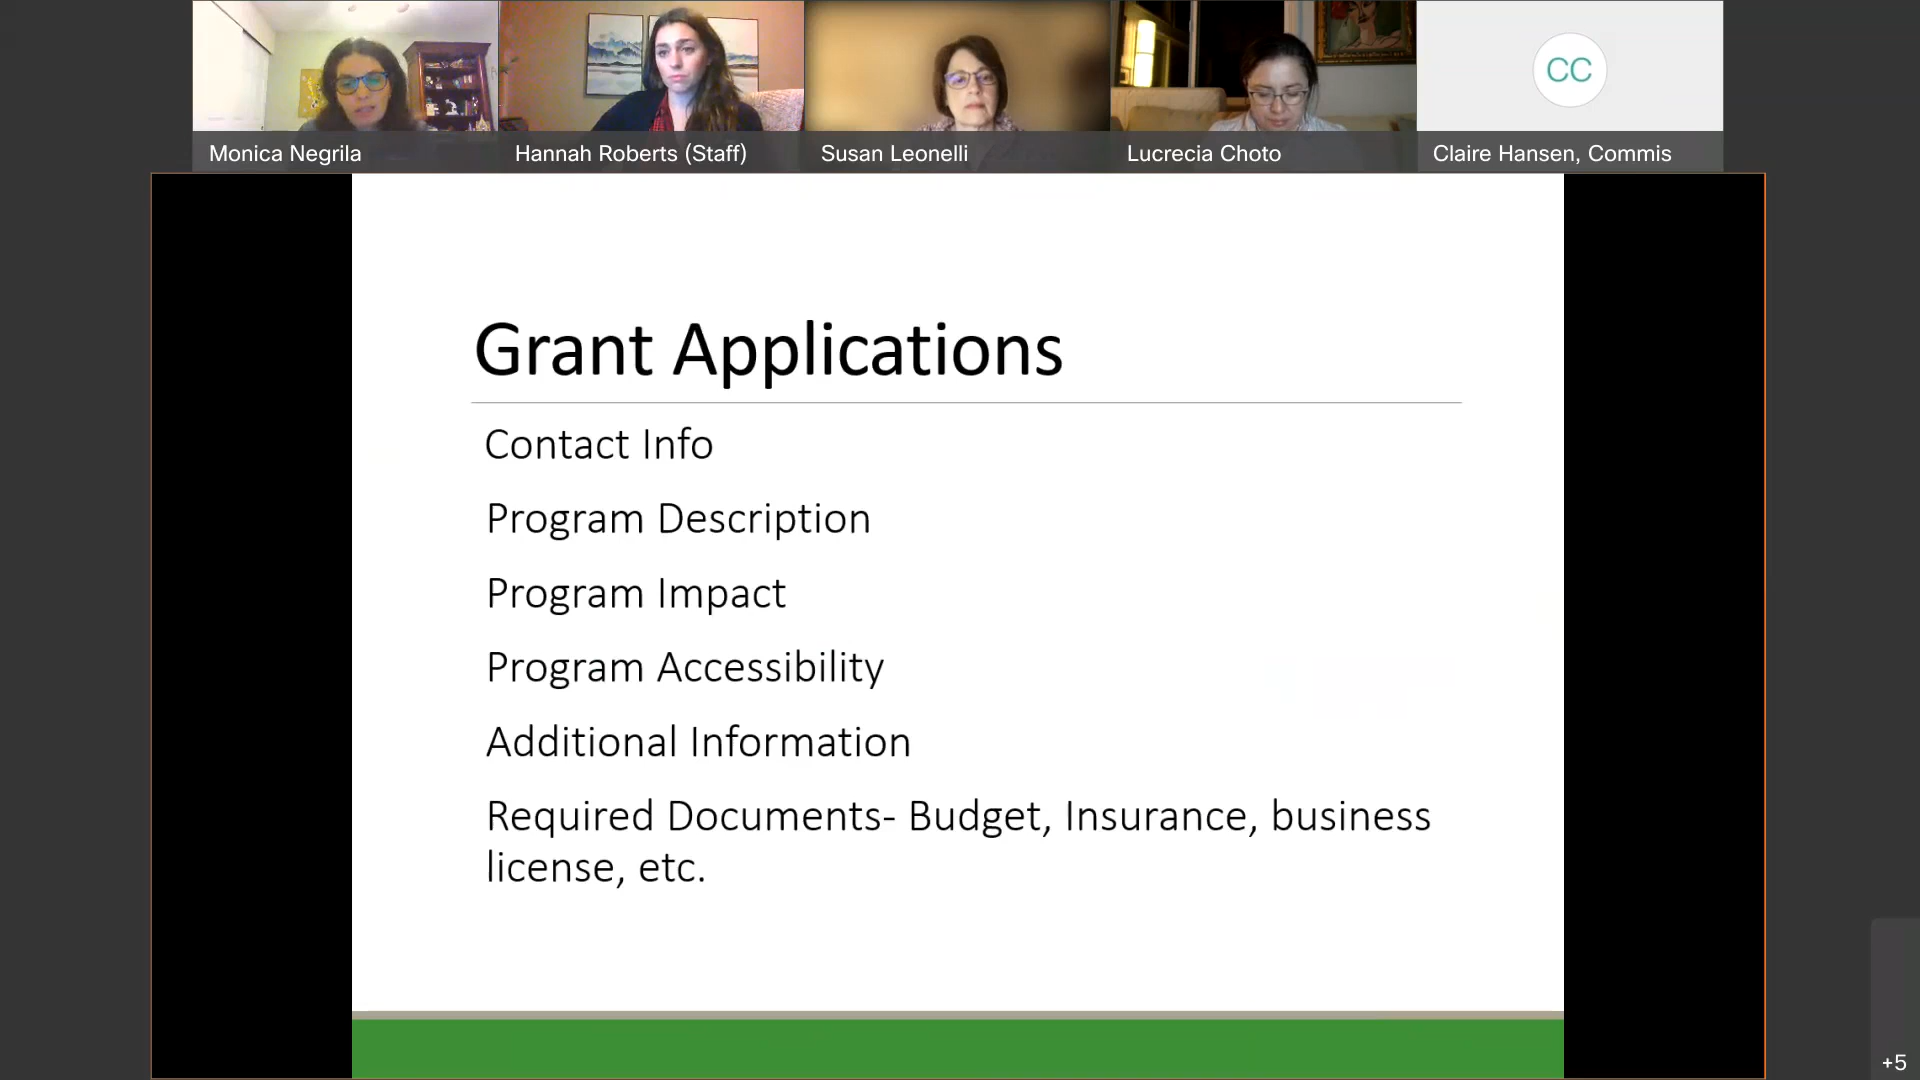 Monica Negrila
Hannah Roberts (Staff)
Susan Leonelli
Lucrecia Choto
CC
Claire Hansen, Commis
Grant Applications
Contact Info
Program Description
Program Impact
Program Accessibility
Additional Information
Required Documents- Budget, Insurance, business
license, etc.
+5